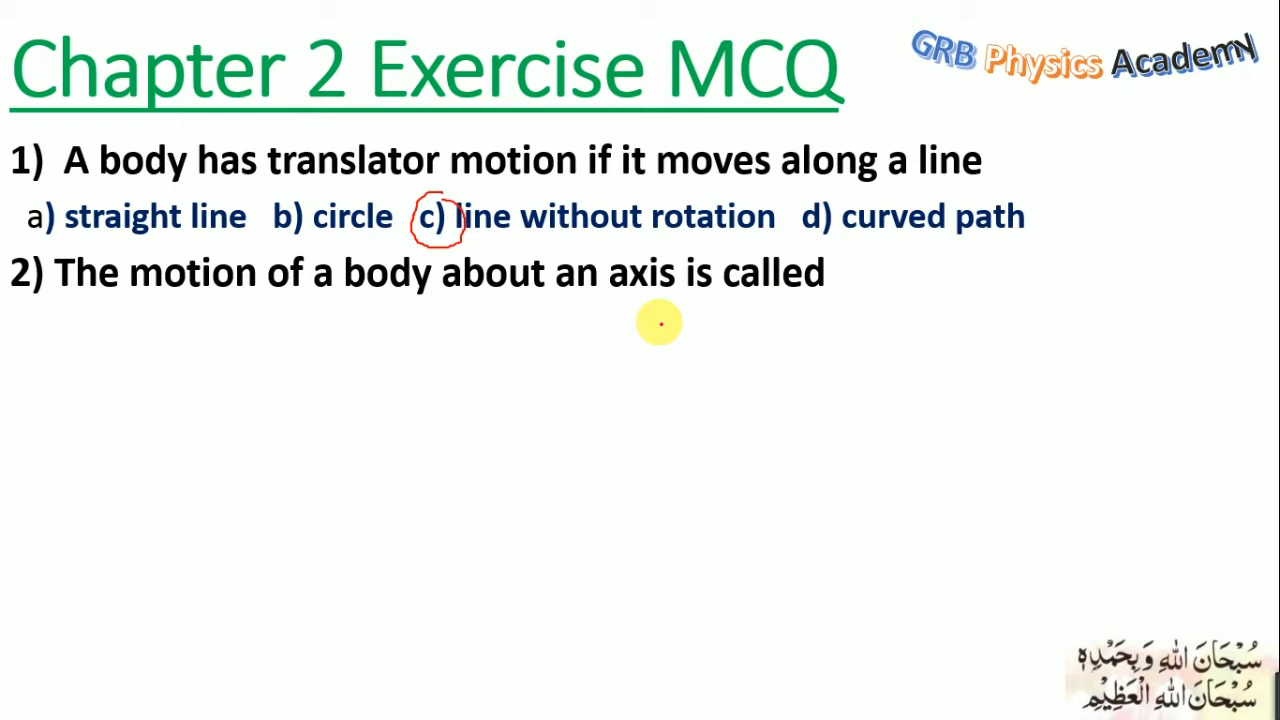 Chapter 2 Exercise MCQ
GRB Physics Academy
1) A body has translator motion if it moves along a line
a) straight line b) circle c) line without rotation d) curved path
2) The motion of a body about an axis is called
سُبْحَانَ اللهِ وَبِحَمْدِهٖ
سُبْحَانَ اللهِ الْعَظِيْمِ